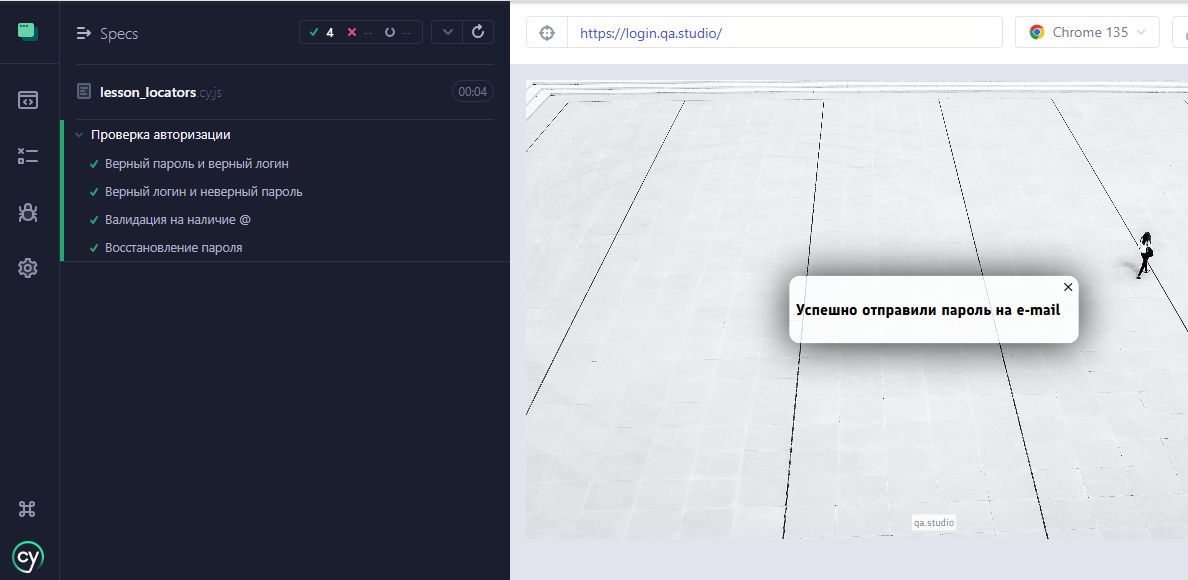 Specs
4 -- --
lesson_locators.cy.js
00:04
Проверка авторизации
Верный пароль и верный логин
Верный логин и неверный пароль
Валидация на наличие @
Восстановление пароля
cy
https://login.qa.studio/
Chrome 135
Успешно отправили пароль на e-mail
qa.studio